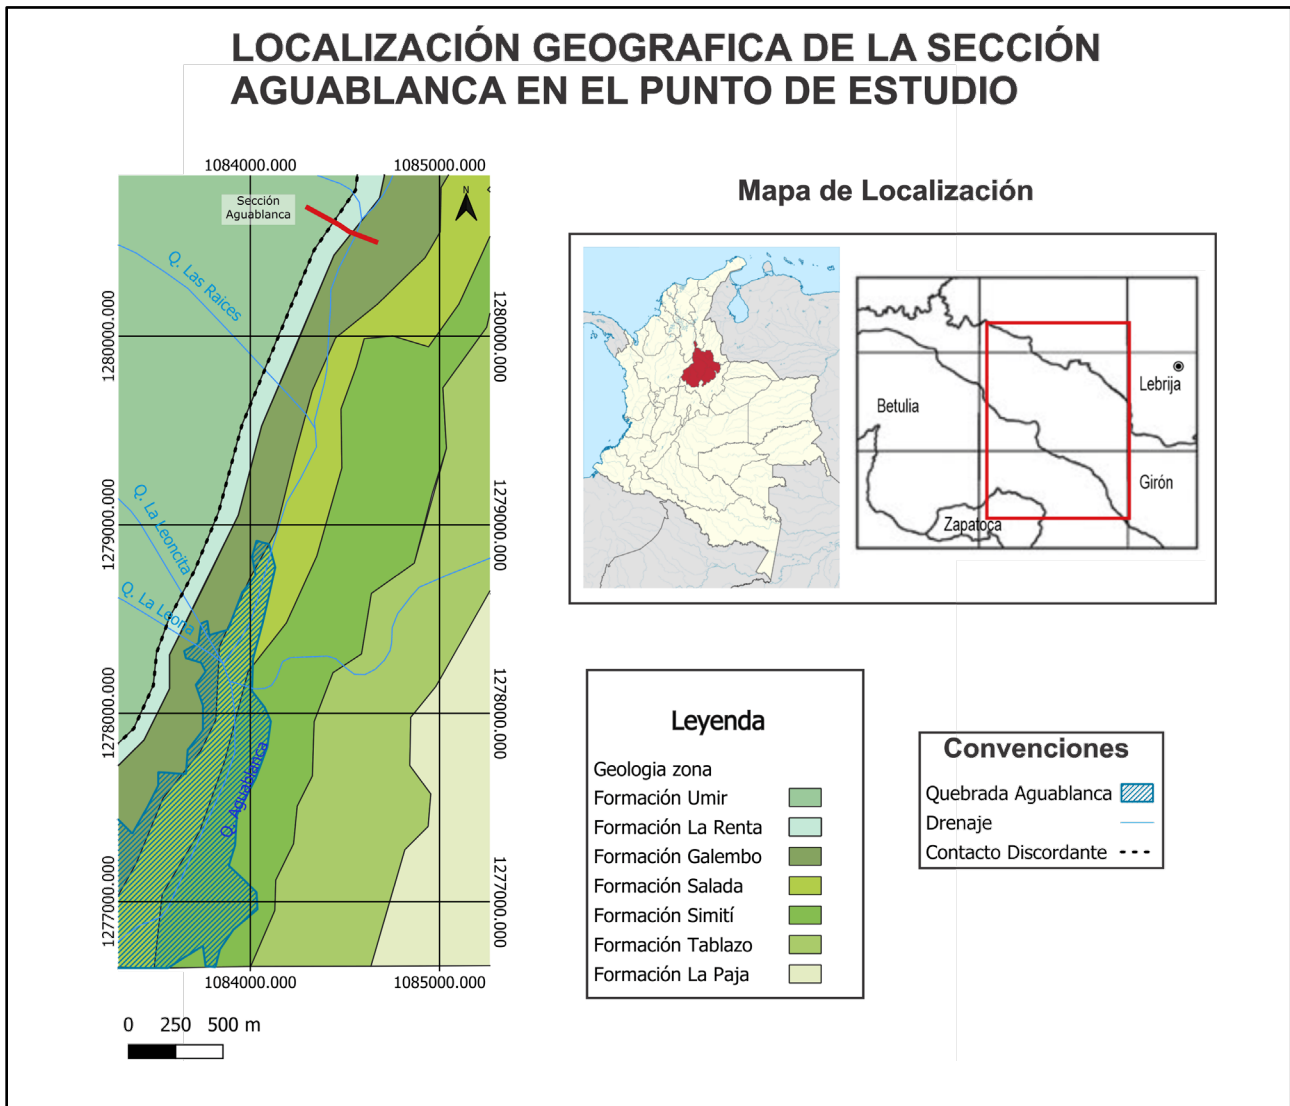 LOCALIZACIÓN GEOGRAFICA DE LA SECCIÓN
AGUABLANCA EN EL PUNTO DE ESTUDIO
1084000.000
1085000.000
Sección
Aguablanca
N
Q. Las Raices
1280000.000
1280000.000
Q. La Leoncita
1279000.000
1279000.000
Q. La Leona
1278000.000
1278000.000
Q. Aguablanca
1277000.000
1277000.000
1084000.000
1085000.000
0 250 500 m
Mapa de Localización
Lebrija
Betulia
Girón
Zapatoca
Leyenda
Geologia zona
Formación Umir
Formación La Renta
Formación Galembo
Formación Salada
Formación Simití
Formación Tablazo
Formación La Paja
Convenciones
Quebrada Aguablanca
Drenaje
Contacto Discordante